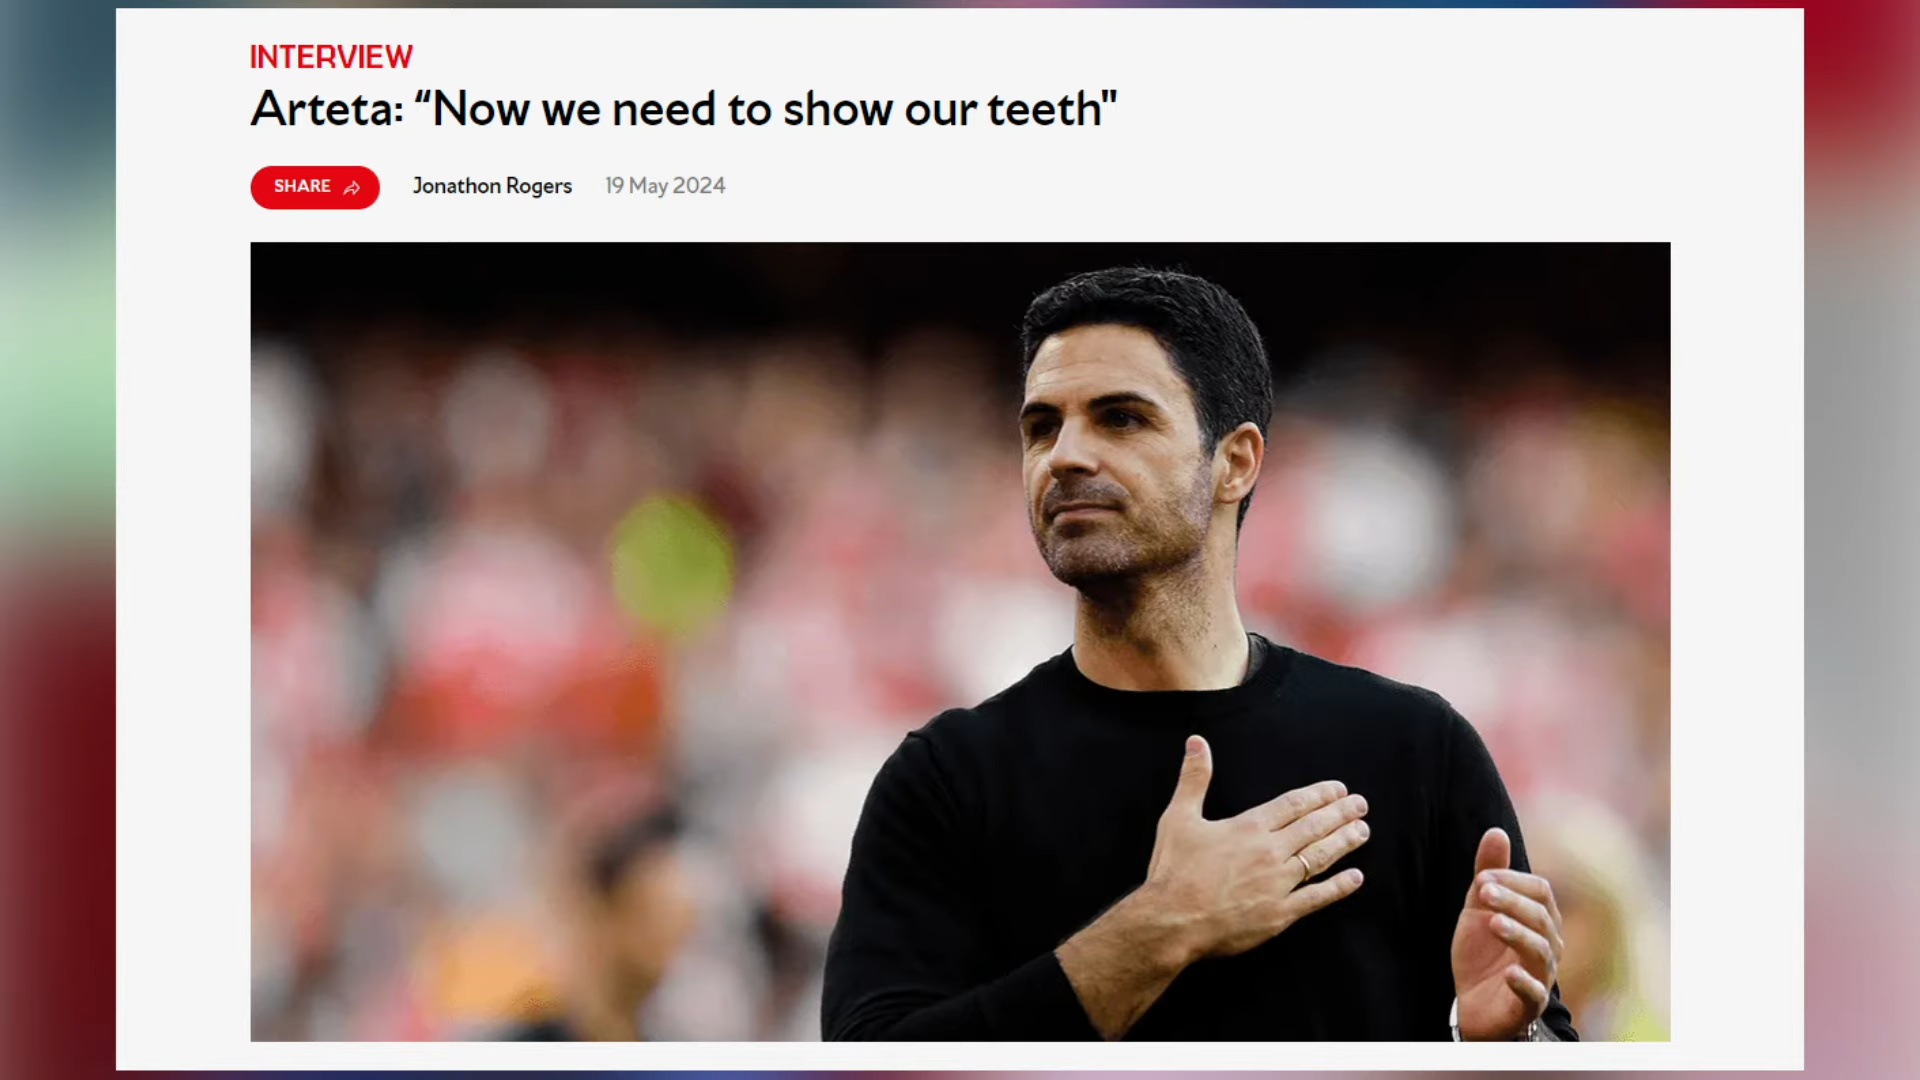 INTERVIEW
Arteta: “Now we need to show our teeth"
SHARE Jonathon Rogers 19 May 2024